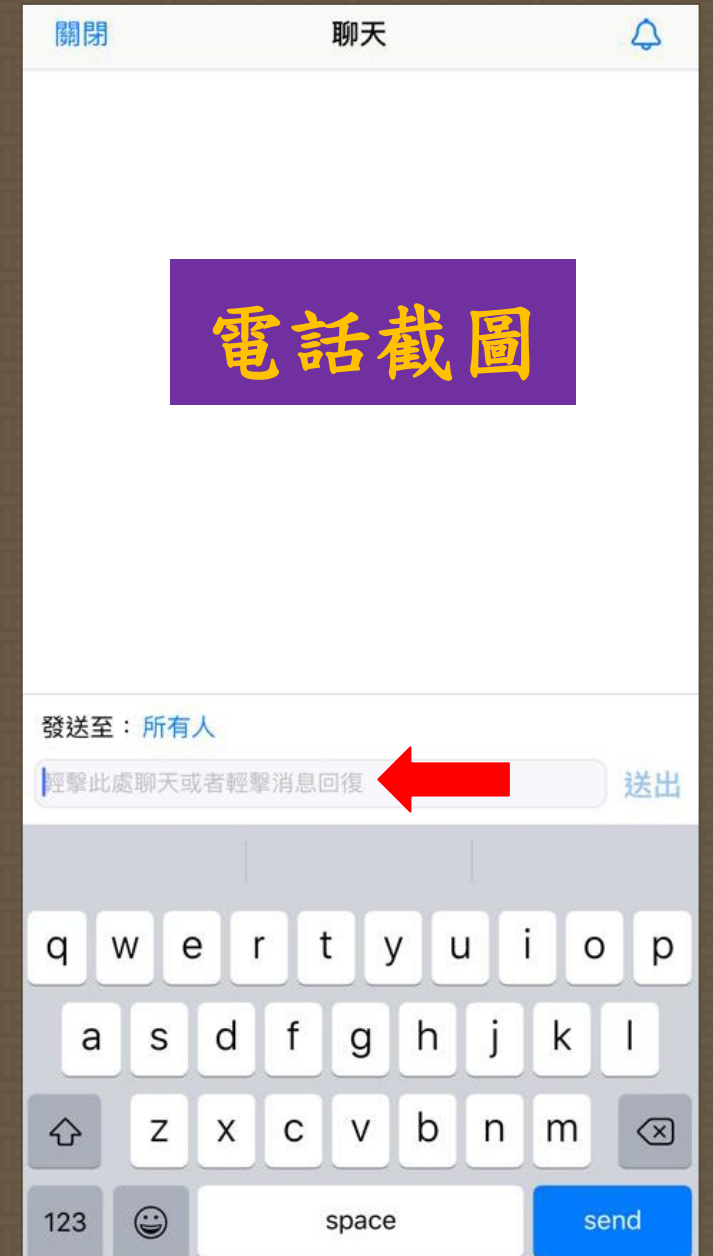 關閉 聊天
電話截圖
發送至：所有人
輕擊此處聊天或者輕擊消息回復 送出
q w e r t y u i o p
a s d f g h j k l
z x c v b n m
123 space send